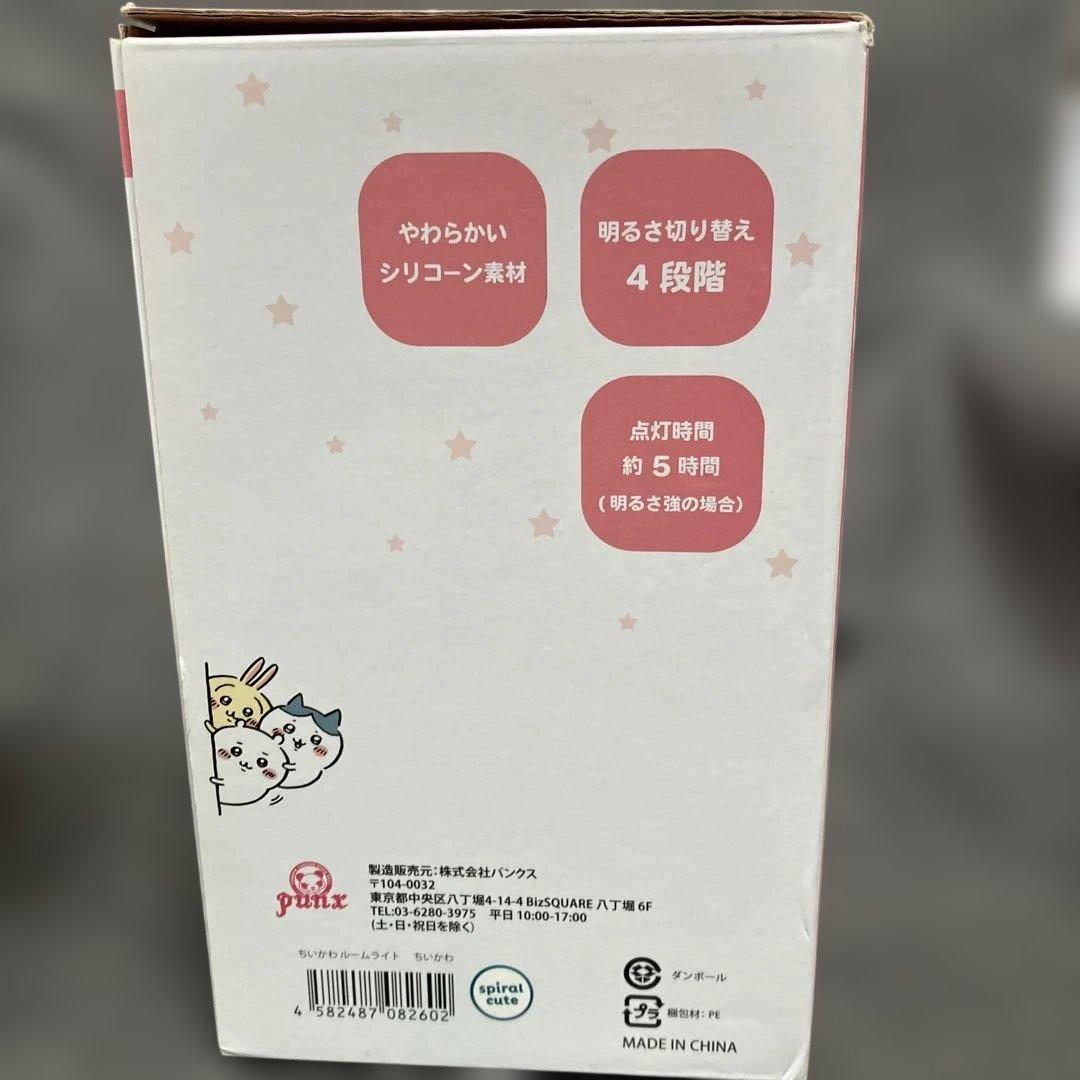 やわらかい
シリコーン素材
明るさ切り替え
4 段階
点灯時間
約 5 時間
( 明るさ強の場合)
punx
製造販売元:株式会社パンクス
〒104-0032
東京都中央区八丁堀4-14-4 BizSQUARE 八丁堀 6F
TEL:03-6280-3975 平日 10:00-17:00
(土・日・祝日を除く)
ちいかわ ルームライト ちいかわ
4 582487 082602
spiral
cute
ダンボール
プラ 梱包材: PE
MADE IN CHINA